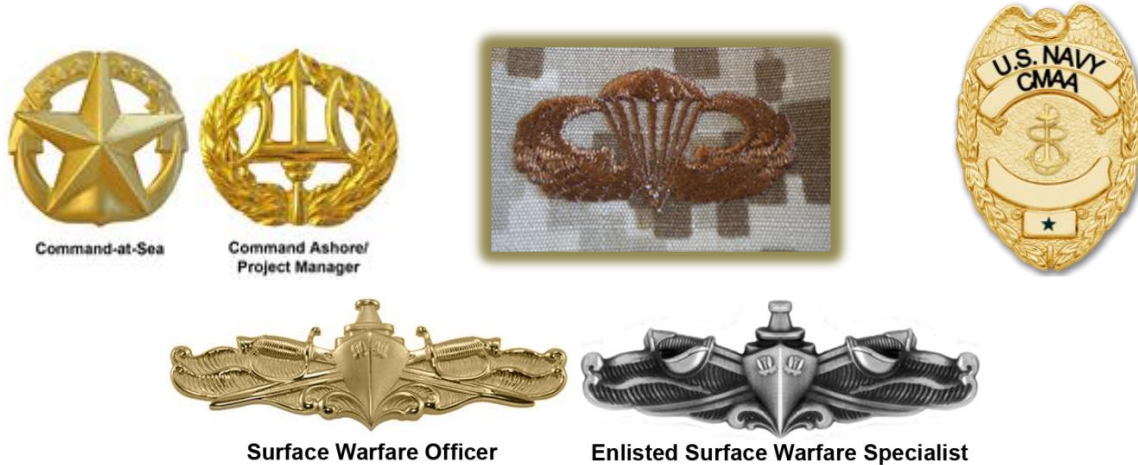 U.S. NAVY
CMAA
Command-at-Sea
Command Ashore/
Project Manager
Surface Warfare Officer
Enlisted Surface Warfare Specialist